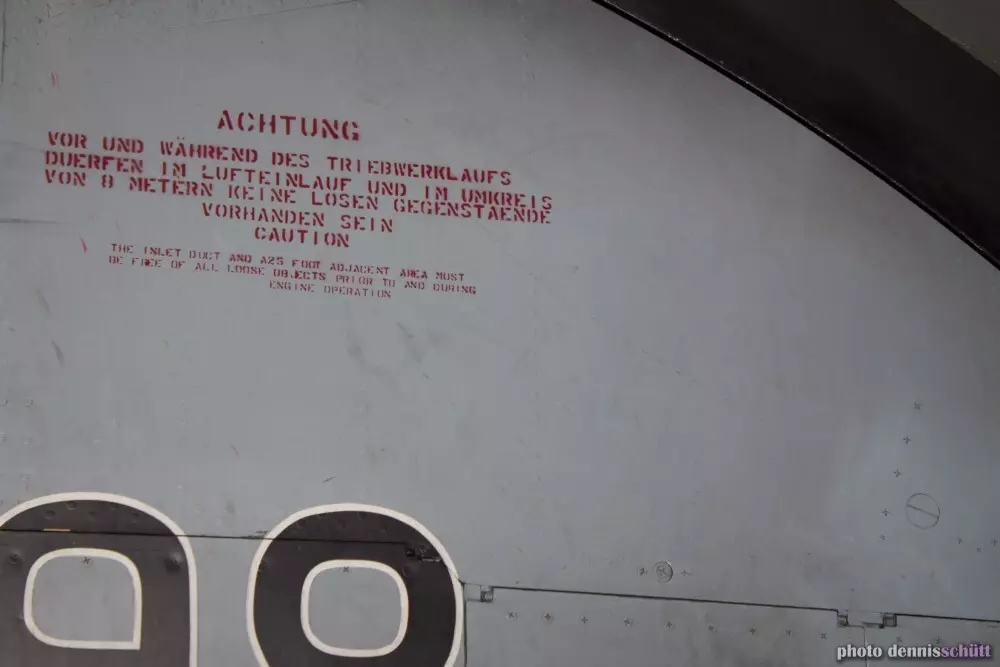 ACHTUNG
VOR UND WÄHREND DES TRIEBWERKLAUFS
DUERFEN IM LUFTEINLAUF UND IM UMKREIS
VON 8 METERN KEINE LOSEN GEGENSTAENDE
VORHANDEN SEIN
CAUTION
THE INLET DUCT AND A25 FOOT ADJACENT AREA MUST
BE FREE OF ALL LOOSE OBJECTS PRIOR TO AND DURING
ENGINE OPERATION
photo dennisschütt